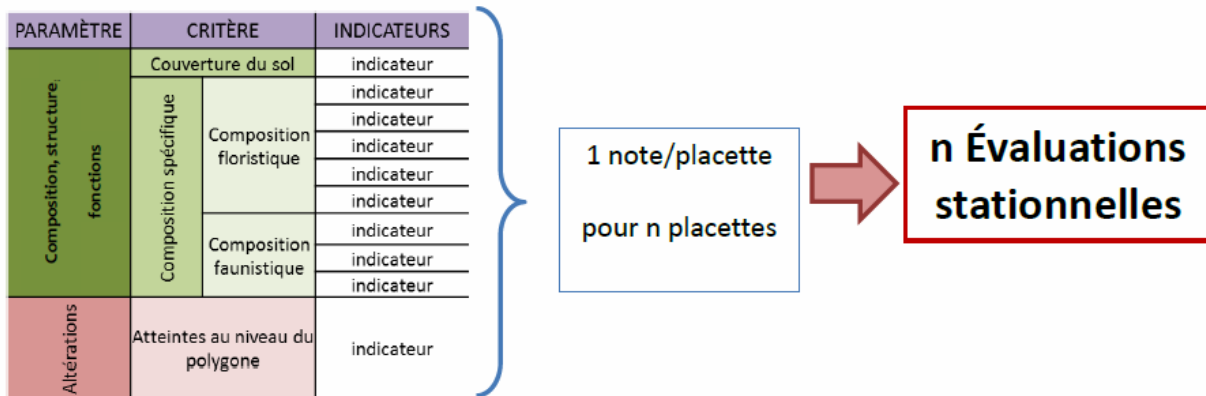 PARAMÈTRE CRITÈRE INDICATEURS
Composition, structure,
fonctions
Couverture du sol indicateur
Composition spécifique
Composition
floristique
indicateur
indicateur
indicateur
indicateur
indicateur
Composition
faunistique
indicateur
indicateur
indicateur
Altérations
Atteintes au niveau du
polygone
indicateur
1 note/placette
pour n placettes
n Évaluations
stationnelles